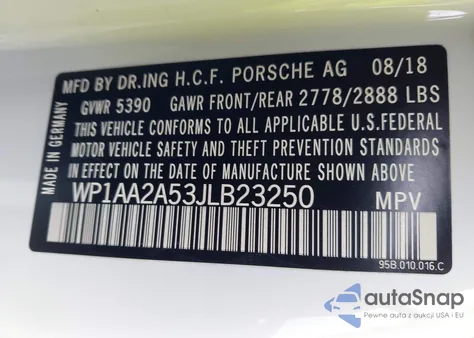 MFD BY DR.ING H.C.F. PORSCHE AG 08/18
GVWR 5390 GAWR FRONT/REAR 2778/2888 LBS
THIS VEHICLE CONFORMS TO ALL APPLICABLE U.S.FEDERAL
MOTOR VEHICLE SAFETY AND THEFT PREVENTION STANDARDS
IN EFFECT ON THE DATE OF MANUFACTURE SHOWN ABOVE
WP1AA2A53JLB23250 MPV
MADE IN GERMANY
95B.010.016.C
autoSnap
Pewne auta z aukcji USA i EU